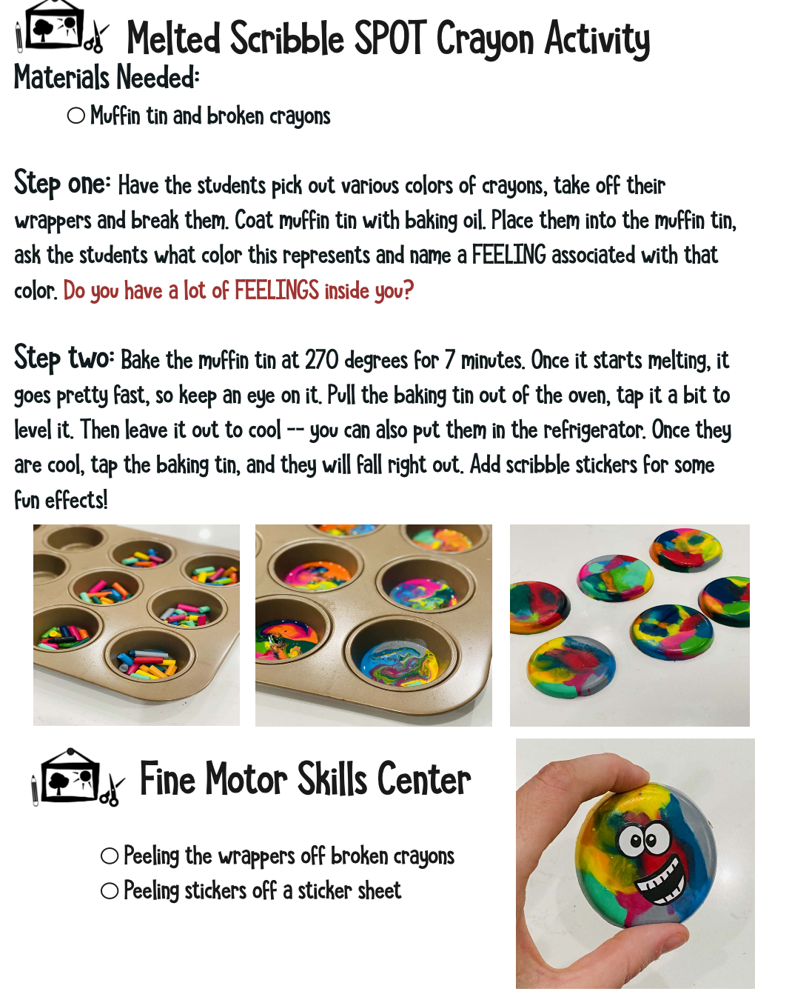 Melted Scribble SPOT Crayon Activity
Materials Needed:
Muffin tin and broken crayons
Step one: Have the students pick out various colors of crayons, take off their
wrappers and break them. Coat muffin tin with baking oil. Place them into the muffin tin,
ask the students what color this represents and name a FEELING associated with that
color. Do you have a lot of FEELINGS inside you?
Step two: Bake the muffin tin at 270 degrees for 7 minutes. Once it starts melting, it
goes pretty fast, so keep an eye on it. Pull the baking tin out of the oven, tap it a bit to
level it. Then leave it out to cool -- you can also put them in the refrigerator. Once they
are cool, tap the baking tin, and they will fall right out. Add scribble stickers for some
fun effects!
Fine Motor Skills Center
Peeling the wrappers off broken crayons
Peeling stickers off a sticker sheet